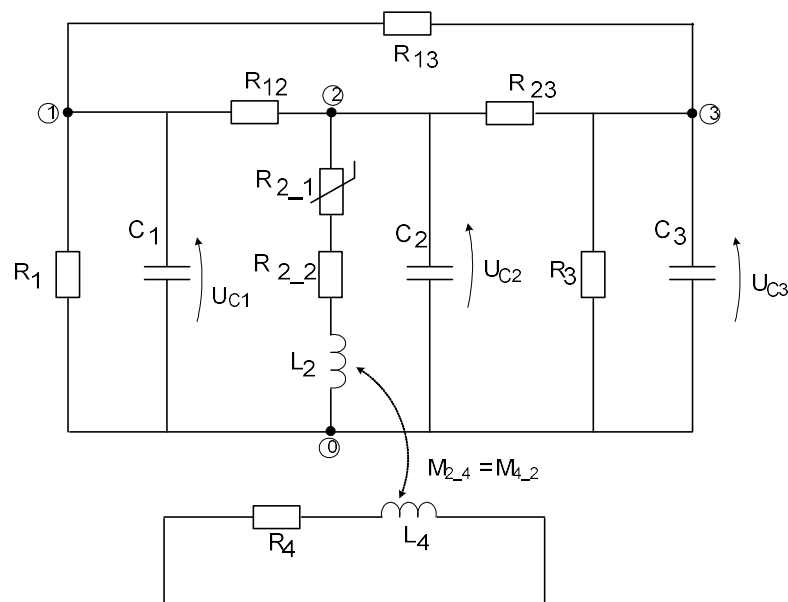 R13
R12
2
R23
1
3
R2_1
C1
C2
C3
R1
R2_2
R3
UC1
UC2
UC3
L2
0
M2_4 = M4_2
R4
L4